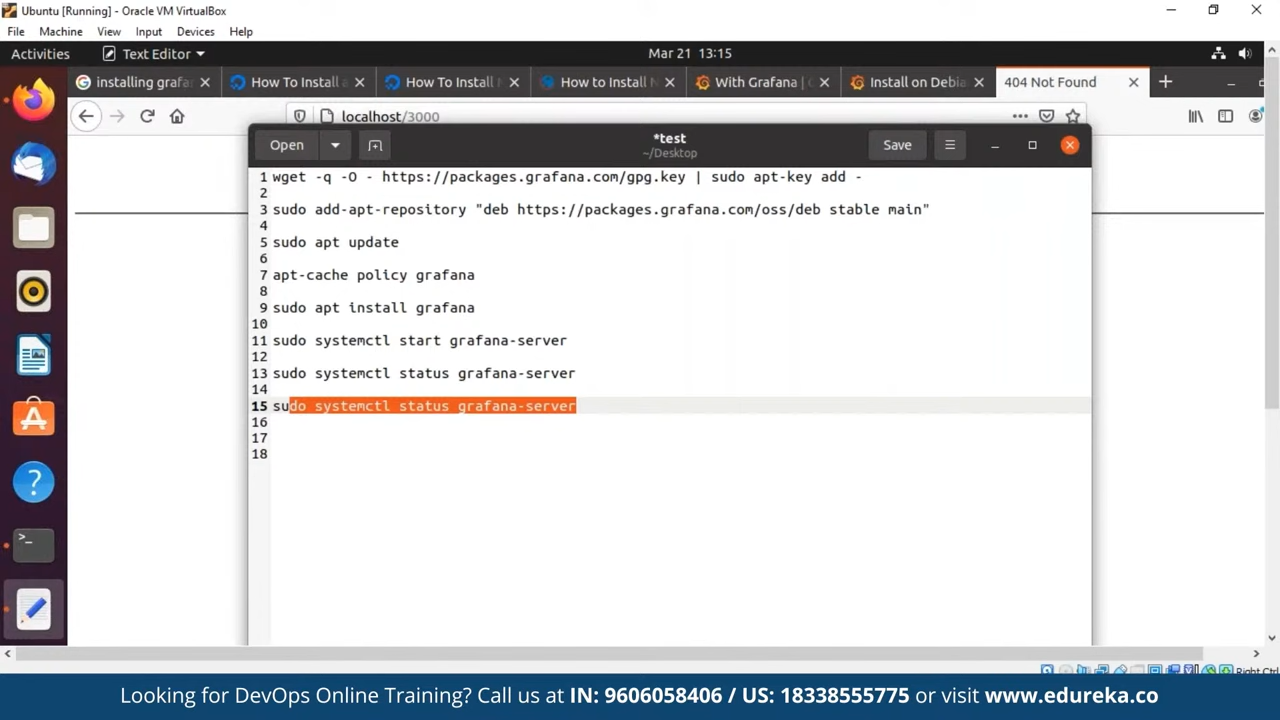 Ubuntu [Running] - Oracle VM VirtualBox
File Machine View Input Devices Help
Activities Text Editor Mar 21 13:15
installing grafa How To Install a How To Install How to Install N With Grafana | Install on Debia 404 Not Found
localhost/3000
Open *test Save
~/Desktop
1 wget -q -O - https://packages.grafana.com/gpg.key | sudo apt-key add -
2
3 sudo add-apt-repository "deb https://packages.grafana.com/oss/deb stable main"
4
5 sudo apt update
6
7 apt-cache policy grafana
8
9 sudo apt install grafana
10
11 sudo systemctl start grafana-server
12
13 sudo systemctl status grafana-server
14
15 sudo systemctl status grafana-server
16
17
18
Right Ctrl
Looking for DevOps Online Training? Call us at IN: 9606058406 / US: 18338555775 or visit www.edureka.co